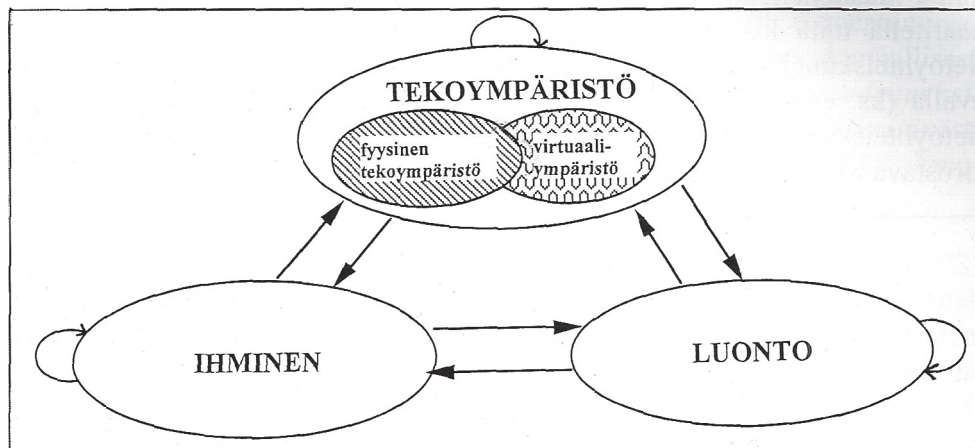 TEKOYMPÄRISTÖ
fyysinen
tekoympäristö
virtuaali-
ympäristö
IHMINEN
LUONTO